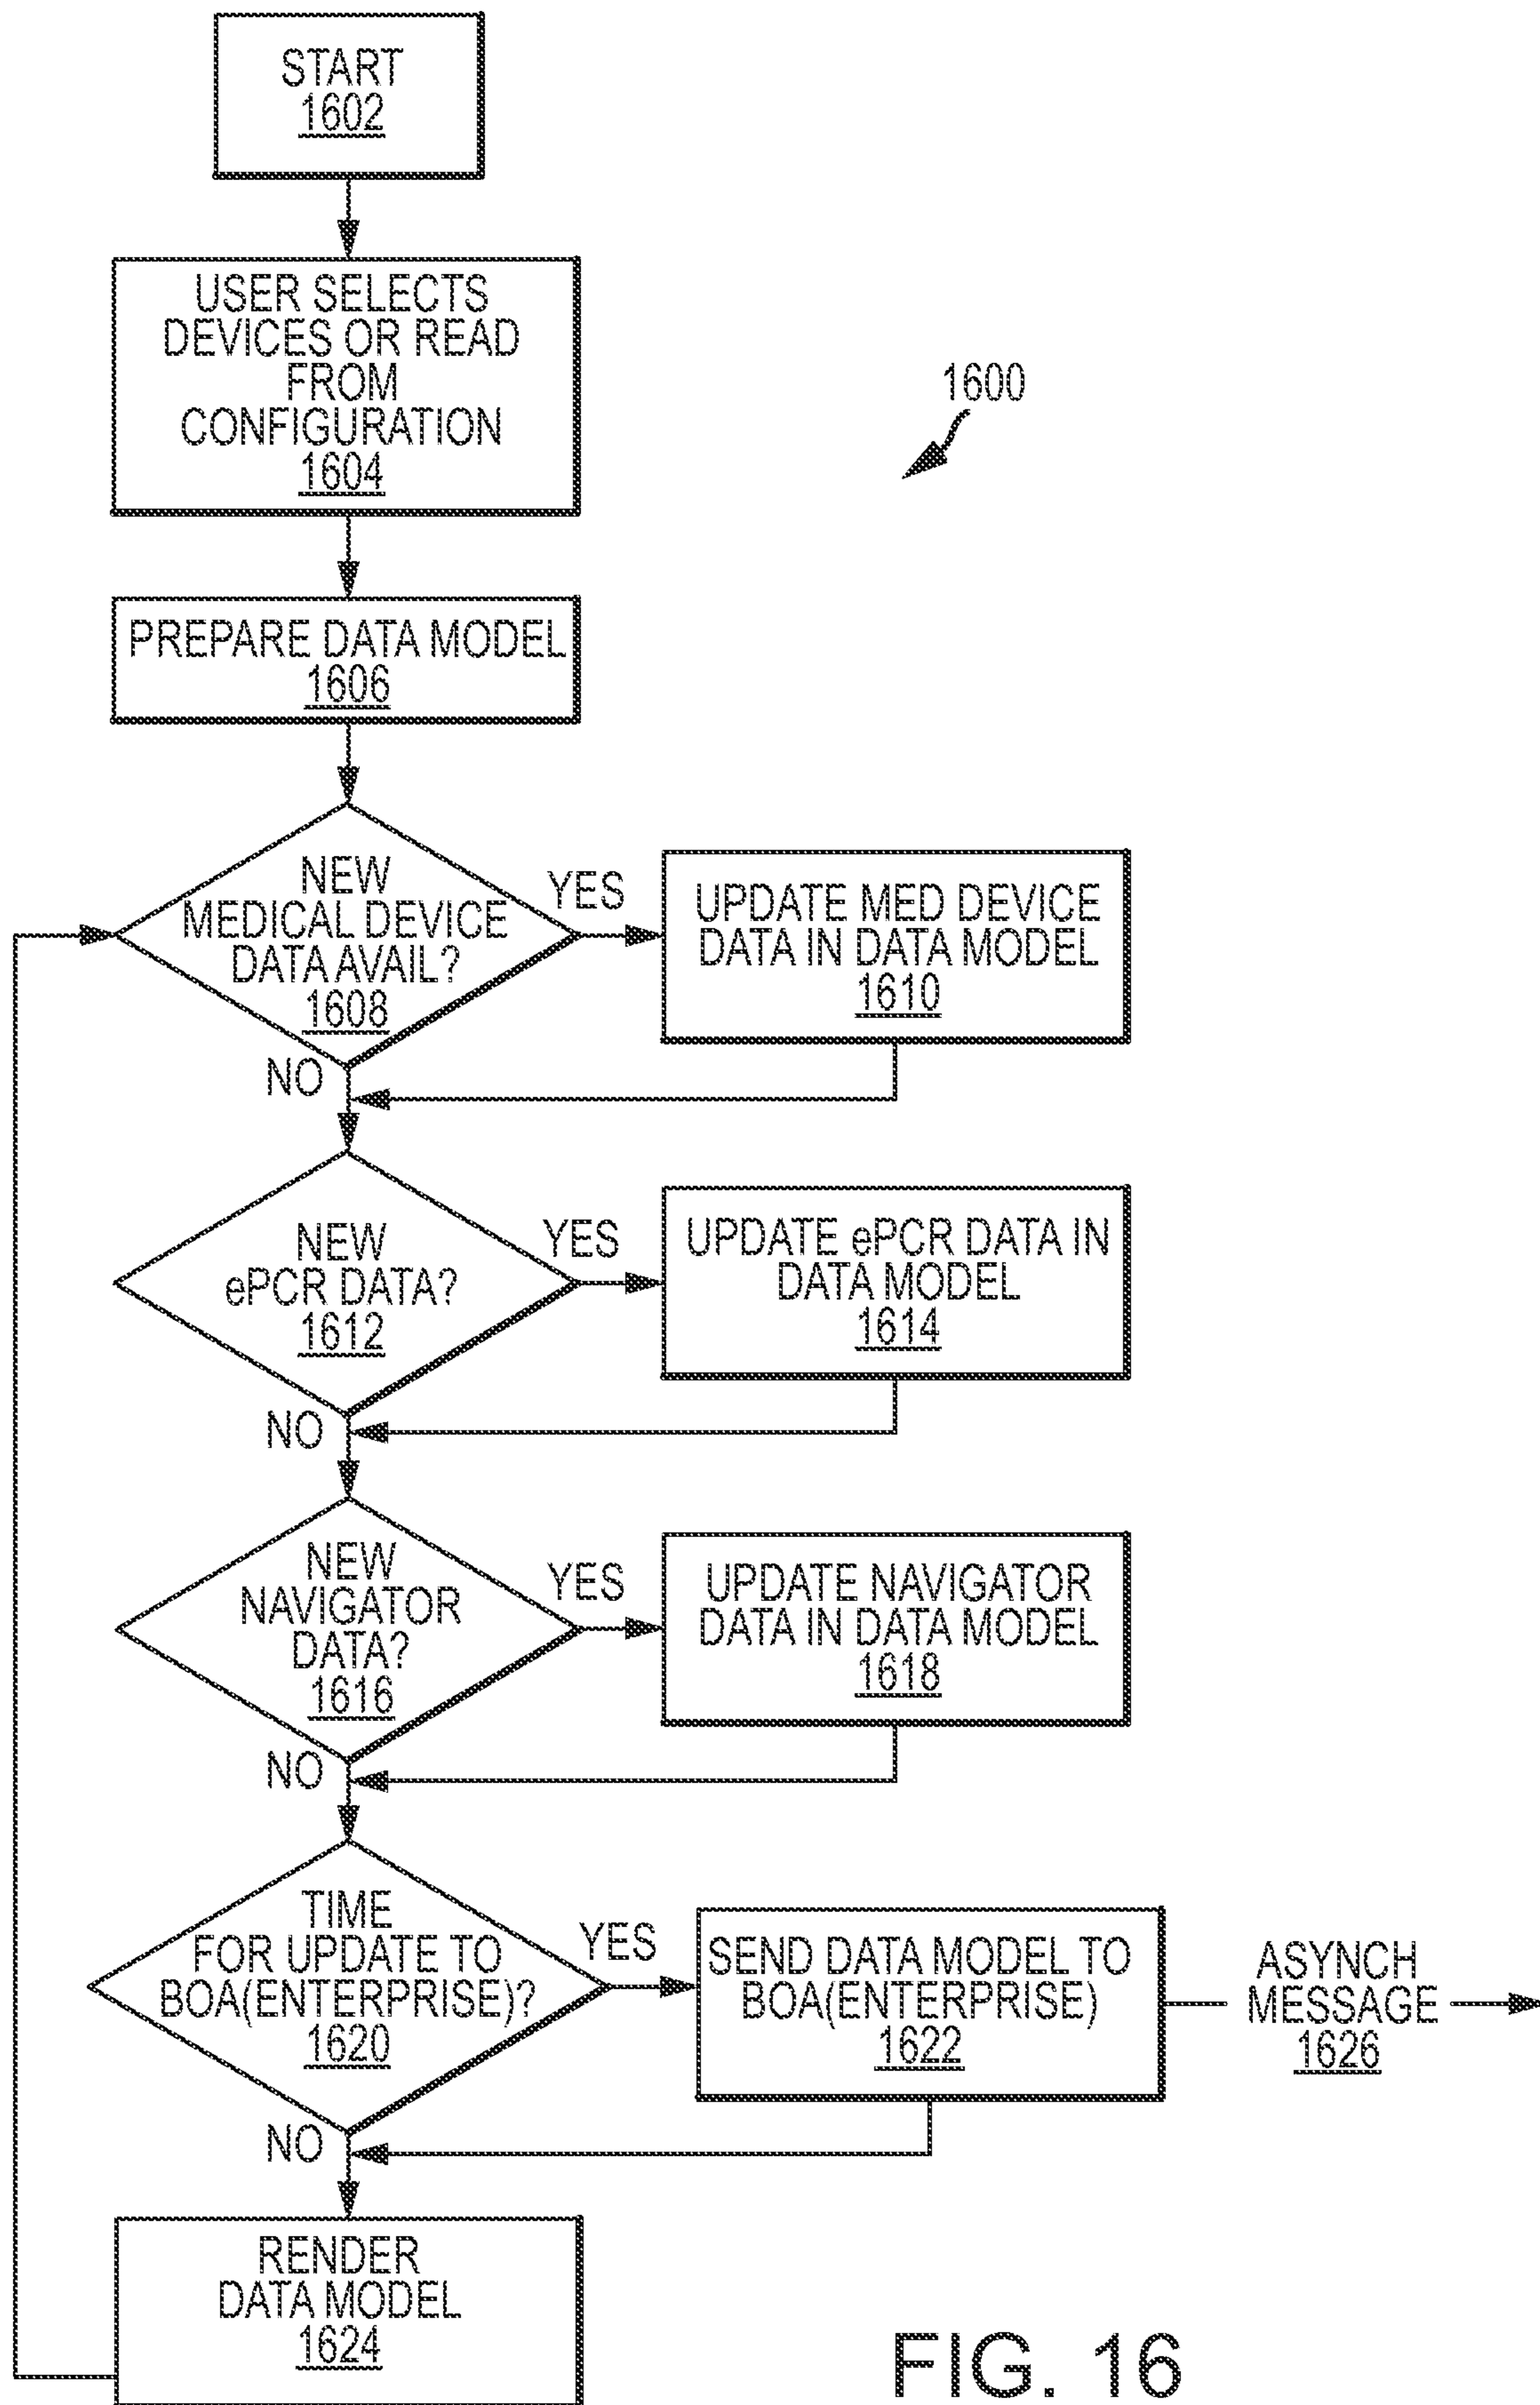 START
1602
USER SELECTS
DEVICES OR READ
FROM
CONFIGURATION
1604
1600
PREPARE DATA MODEL
1606
NEW
MEDICAL DEVICE
DATA AVAIL?
1608
YES
UPDATE MED DEVICE
DATA IN DATA MODEL
1610
NO
NEW
ePCR DATA?
1612
YES
UPDATE ePCR DATA IN
DATA MODEL
1614
NO
NEW
NAVIGATOR
DATA?
1616
YES
UPDATE NAVIGATOR
DATA IN DATA MODEL
1618
NO
TIME
FOR UPDATE TO
BOA(ENTERPRISE)?
1620
YES
SEND DATA MODEL TO
BOA(ENTERPRISE)
1622
ASYNCH
MESSAGE
1626
NO
RENDER
DATA MODEL
1624
FIG. 16